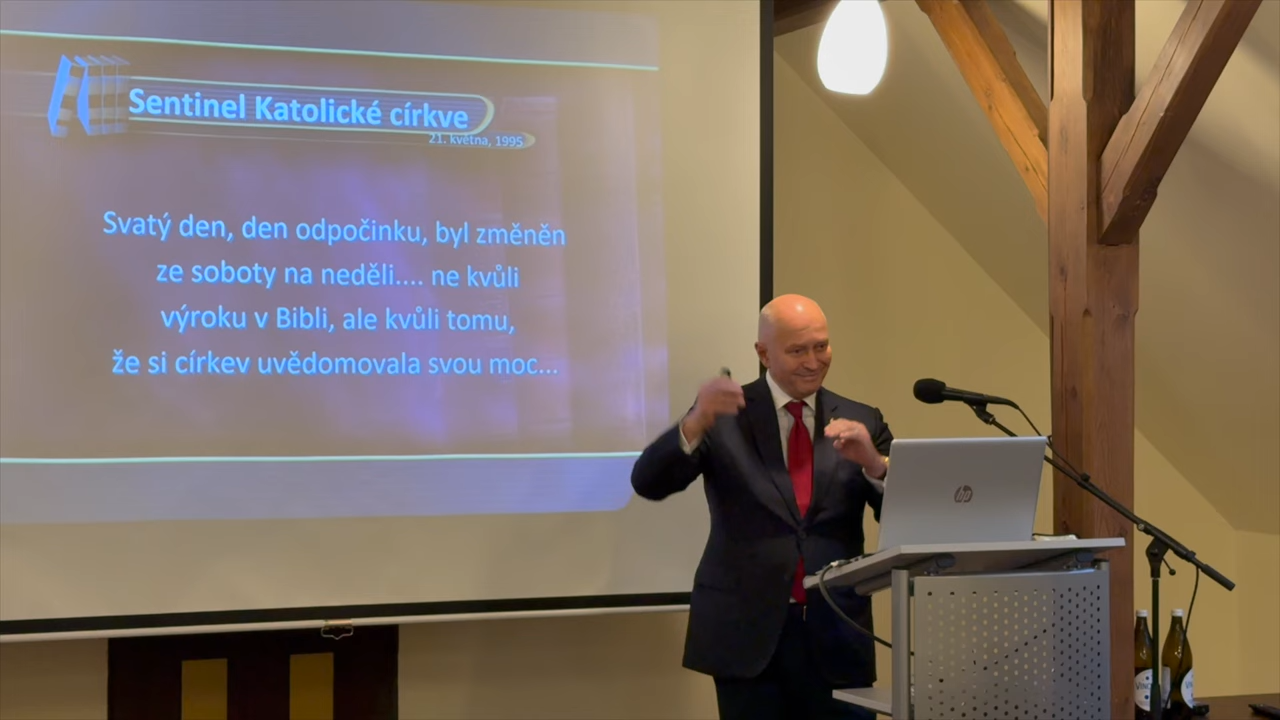 Sentinel Katolické církve
21. května, 1995
Svatý den, den odpočinku, byl změněn
ze soboty na neděli.... ne kvůli
výroku v Bibli, ale kvůli tomu,
že si církev uvědomovala svou moc...
hp